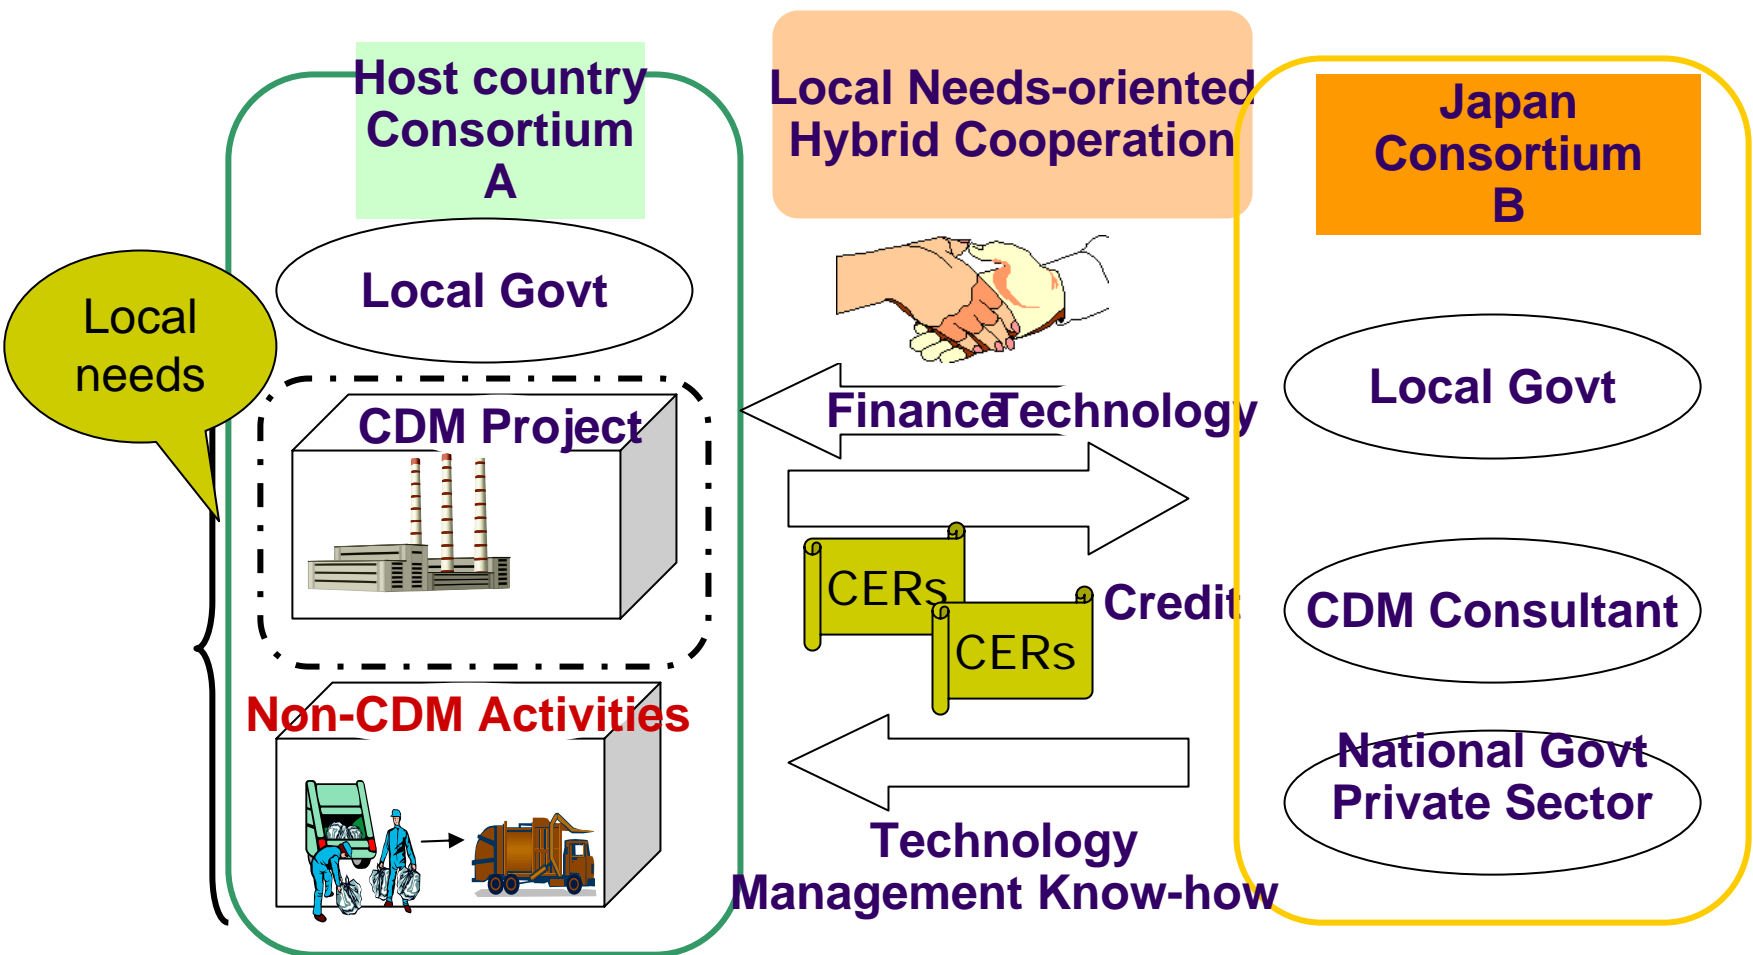 Host country
Consortium
A
Local Needs-oriented
Hybrid Cooperation
Japan
Consortium
B
Local
needs
Local Govt
CDM Project
Non-CDM Activities
Finance Technology
CERs
CERs
Credit
Technology
Management Know-how
Local Govt
CDM Consultant
National Govt
Private Sector